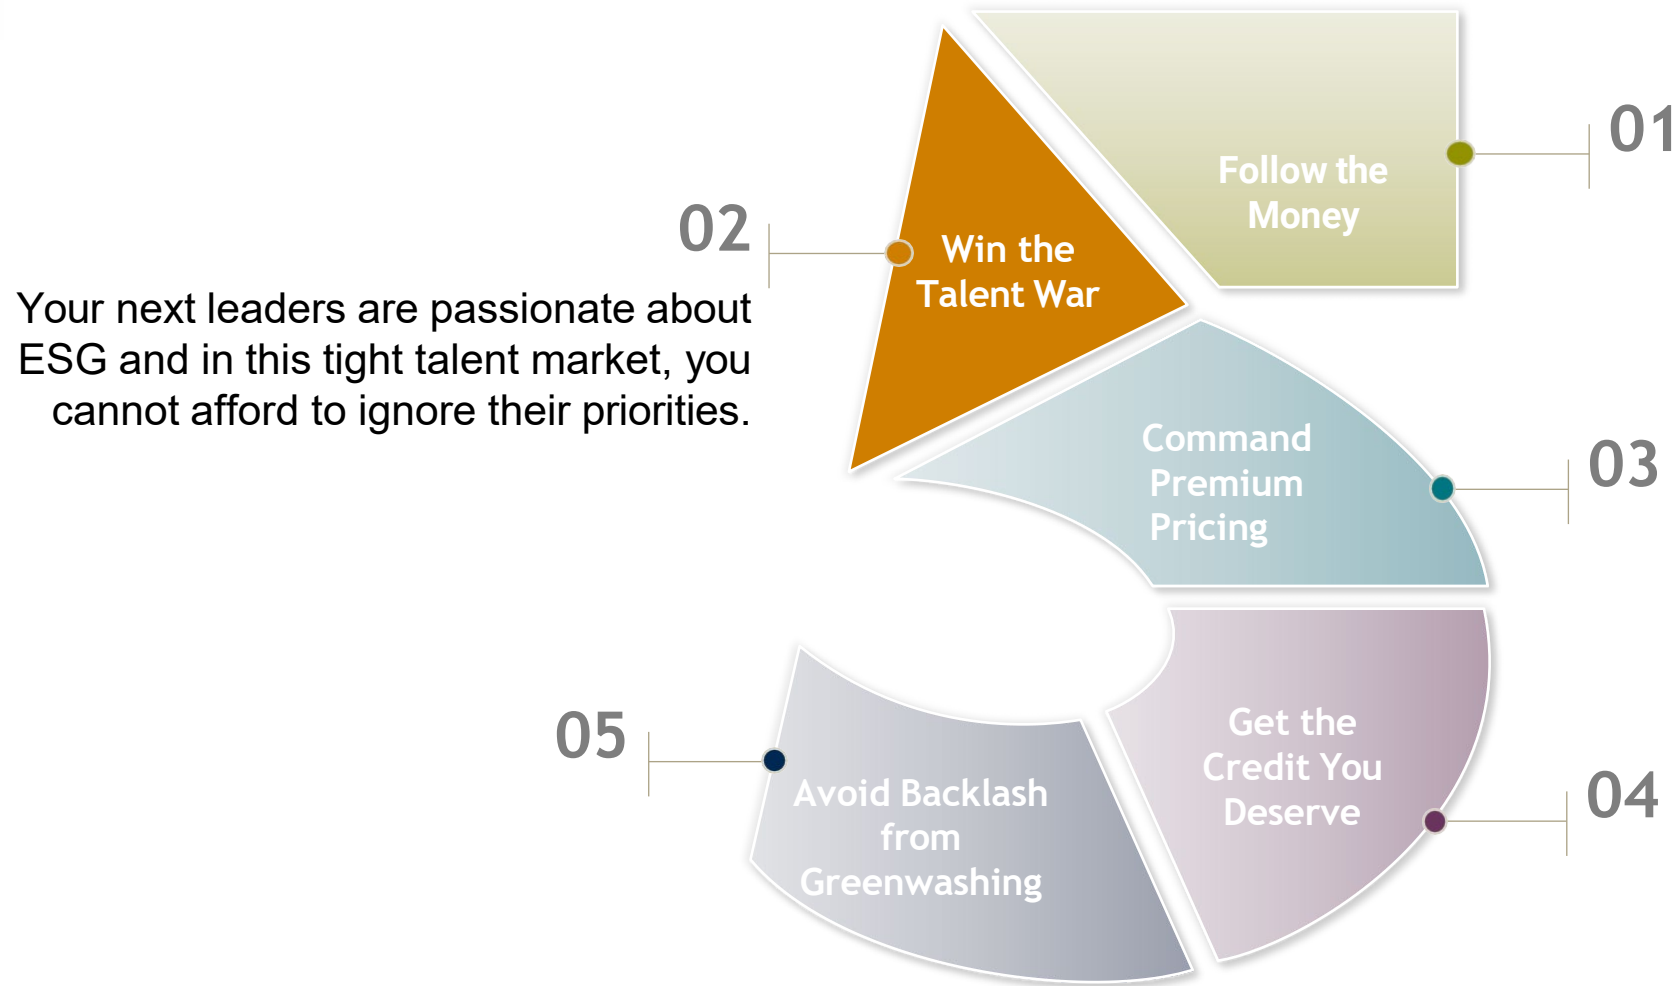 01
Follow the
Money
02
Win the
Talent War
Your next leaders are passionate about
ESG and in this tight talent market, you
cannot afford to ignore their priorities.
03
Command
Premium
Pricing
04
Get the
Credit You
Deserve
05
Avoid Backlash
from
Greenwashing